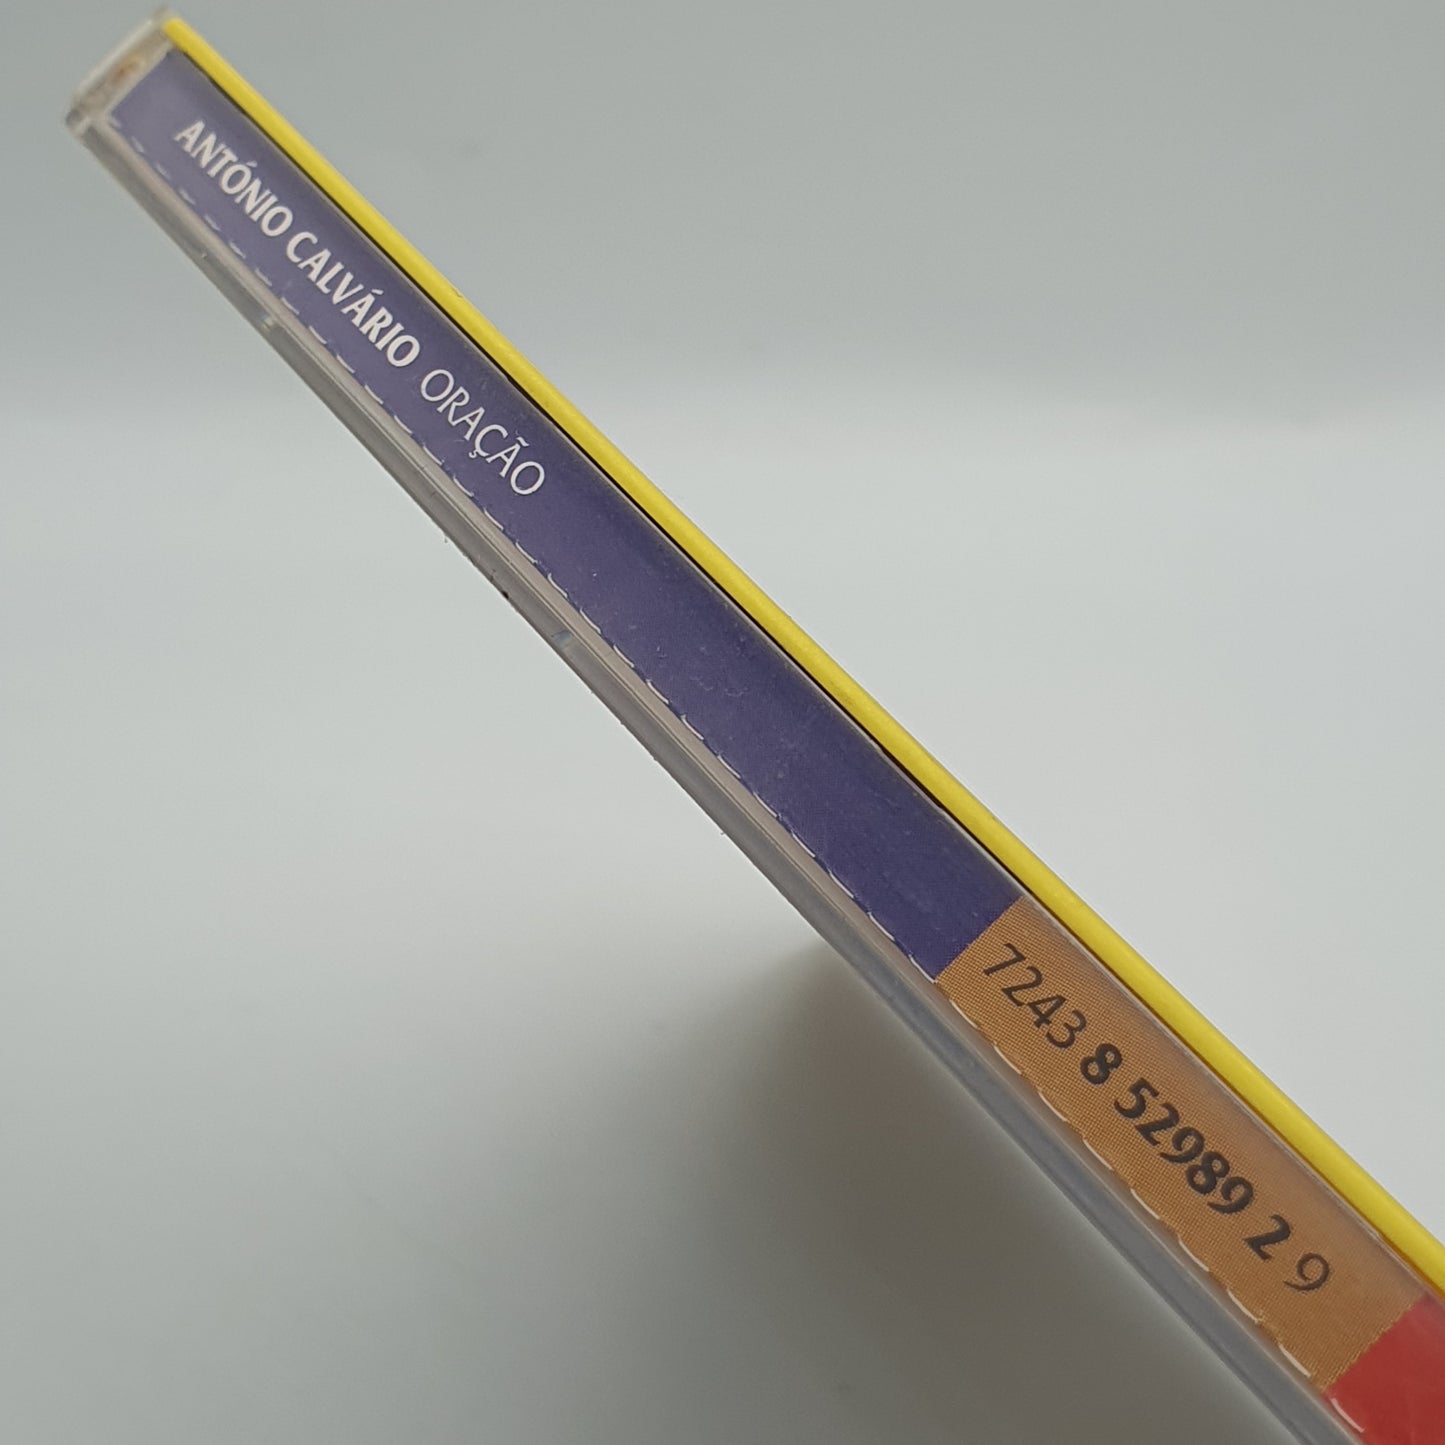 ANTÓNIO CALVÁRIO ORAÇÃO
7243 8 52989 2 9